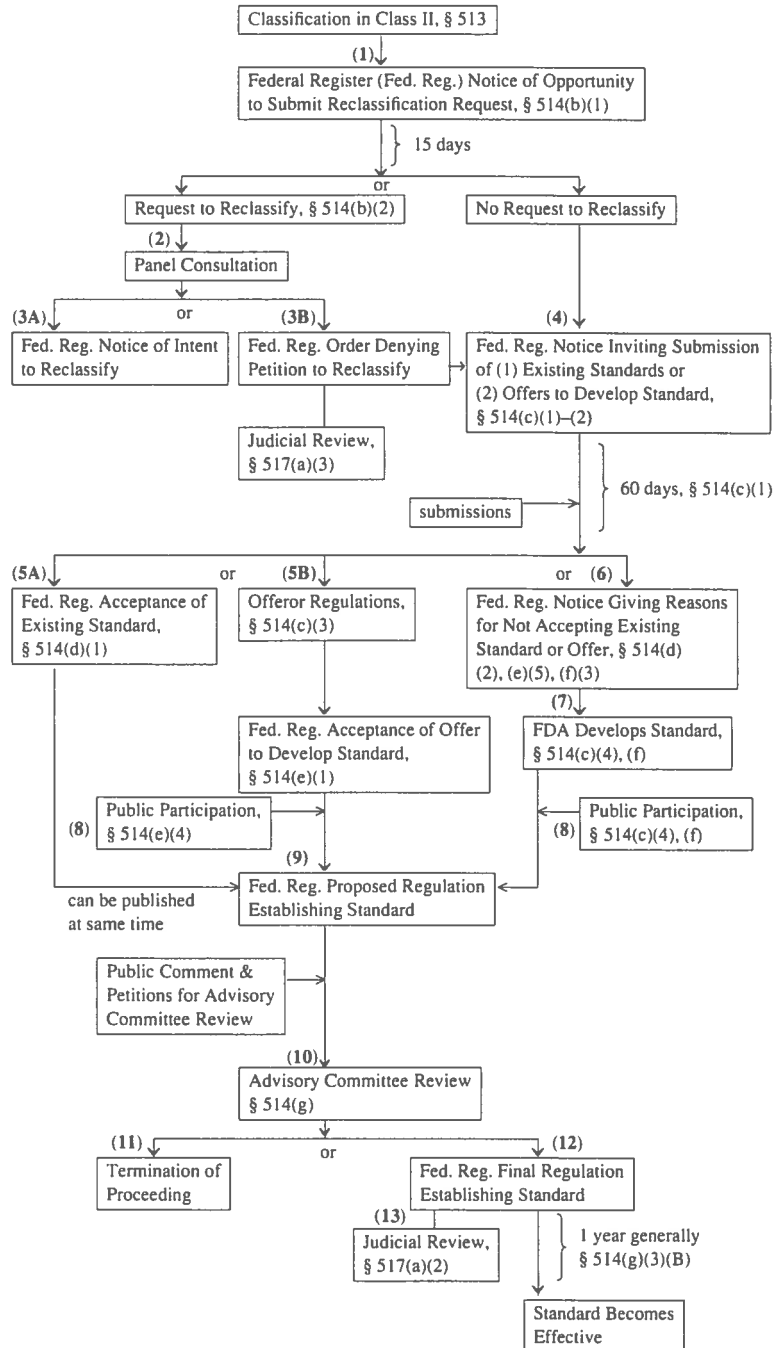 Classification in Class II, § 513
(1)
Federal Register (Fed. Reg.) Notice of Opportunity
to Submit Reclassification Request, § 514(b)(1)
15 days
or
Request to Reclassify, § 514(b)(2)
No Request to Reclassify
(2)
Panel Consultation
(3A)
or
(3B)
(4)
Fed. Reg. Notice of Intent
to Reclassify
Fed. Reg. Order Denying
Petition to Reclassify
Fed. Reg. Notice Inviting Submission
of (1) Existing Standards or
(2) Offers to Develop Standard,
§ 514(c)(1)–(2)
Judicial Review,
§ 517(a)(3)
60 days, § 514(c)(1)
submissions
(5A)
or
(5B)
or
(6)
Fed. Reg. Acceptance of
Existing Standard,
§ 514(d)(1)
Offeror Regulations,
§ 514(c)(3)
Fed. Reg. Notice Giving Reasons
for Not Accepting Existing
Standard or Offer, § 514(d)
(2), (e)(5), (f)(3)
(7)
Fed. Reg. Acceptance of Offer
to Develop Standard,
§ 514(e)(1)
FDA Develops Standard,
§ 514(c)(4), (f)
(8)
Public Participation,
§ 514(e)(4)
(8)
Public Participation,
§ 514(c)(4), (f)
(9)
can be published
at same time
Fed. Reg. Proposed Regulation
Establishing Standard
Public Comment &
Petitions for Advisory
Committee Review
(10)
Advisory Committee Review
§ 514(g)
(11)
or
(12)
Termination of
Proceeding
Fed. Reg. Final Regulation
Establishing Standard
(13)
Judicial Review,
§ 517(a)(2)
1 year generally
§ 514(g)(3)(B)
Standard Becomes
Effective